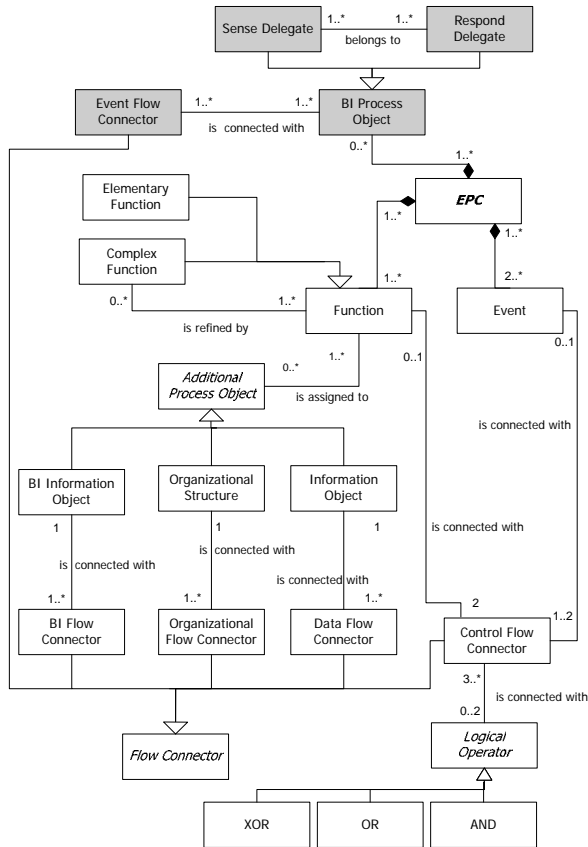 Sense Delegate
1..*
1..*
belongs to
Respond
Delegate
Event Flow
Connector
1..*
1..*
is connected with
BI Process
Object
0..*
1..*
EPC
1..*
1..*
Elementary
Function
Complex
Function
0..*
1..*
is refined by
1..*
Function
2..*
Event
1..*
0..1
0..1
0..*
is assigned to
Additional
Process Object
is connected with
BI Information
Object
Organizational
Structure
Information
Object
1
1
1
is connected with
is connected with
is connected with
is connected with
1..*
1..*
1..*
2
1..2
BI Flow
Connector
Organizational
Flow Connector
Data Flow
Connector
Control Flow
Connector
3..*
is connected with
0..2
Flow Connector
Logical
Operator
XOR
OR
AND